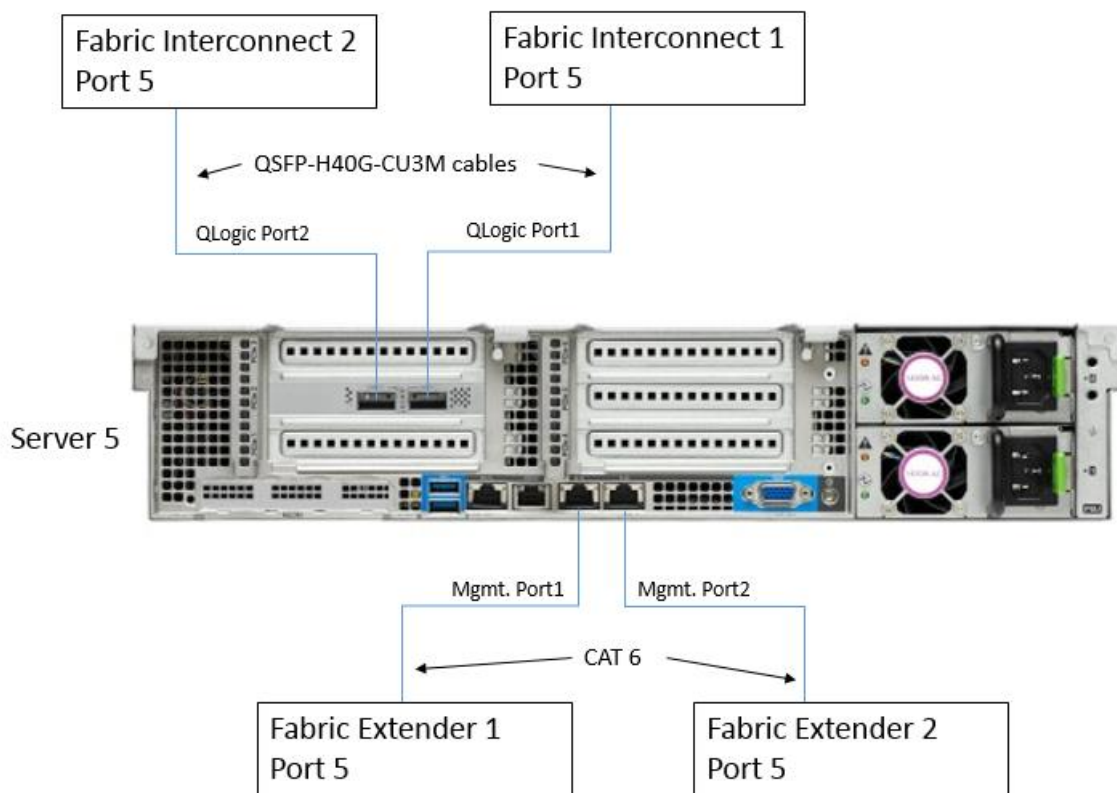 Fabric Interconnect 2
Port 5
Fabric Interconnect 1
Port 5
QSFP-H40G-CU3M cables
QLogic Port2
QLogic Port1
Server 5
Mgmt. Port1
Mgmt. Port2
CAT 6
Fabric Extender 1
Port 5
Fabric Extender 2
Port 5